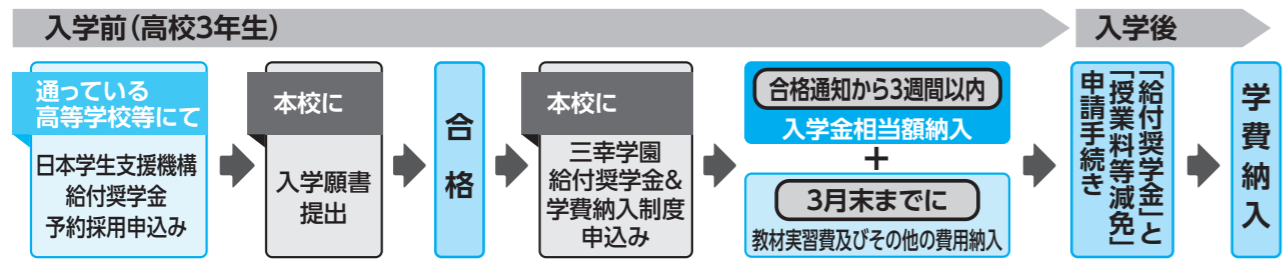 入学前(高校3年生)
入学後
通っている
高等学校等にて
日本学生支援機構
給付奨学金
予約採用申込み
本校に
入学願書
提出
合格
本校に
三幸学園
給付奨学金&
学費納入制度
申込み
合格通知から3週間以内
入学金相当額納入
+
3月末までに
教材実習費及びその他の費用納入
「給付奨学金」と
「授業料等減免」
申請手続き
学費納入